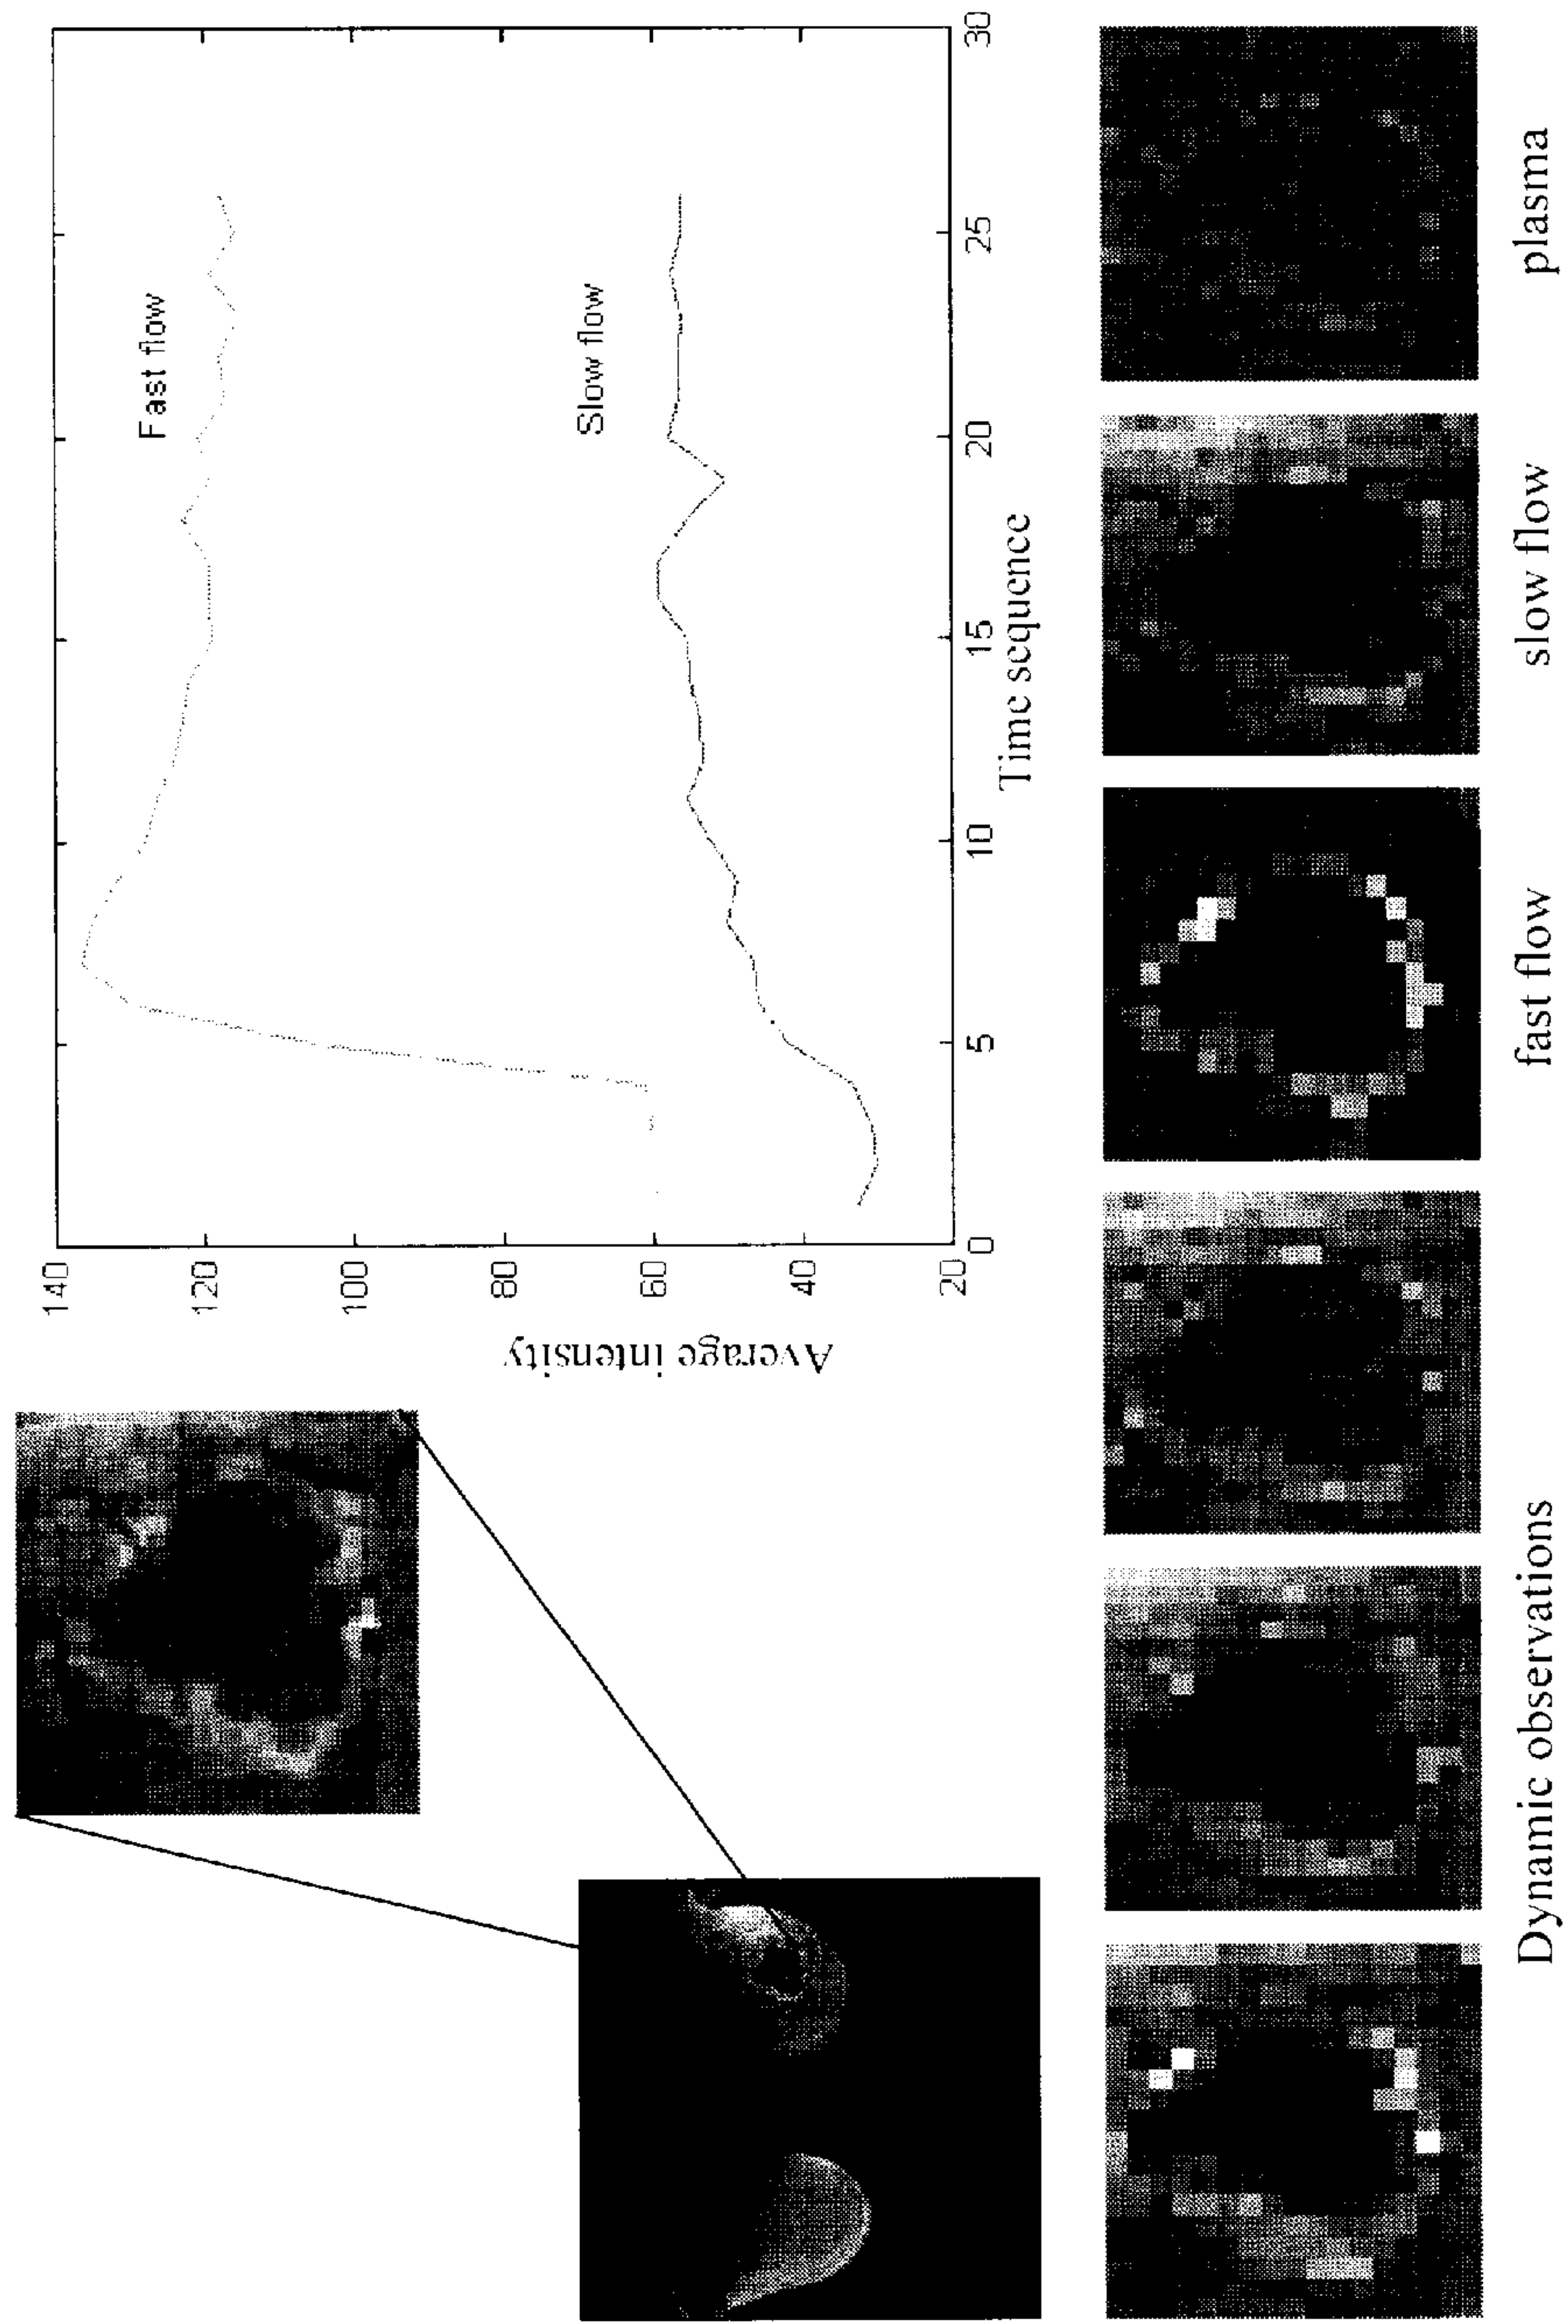 140
120
100
80
60
40
20
Average intensity
Fast flow
Slow flow
0
5
10
15
20
25
30
Time sequence
Dynamic observations
fast flow
slow flow
plasma